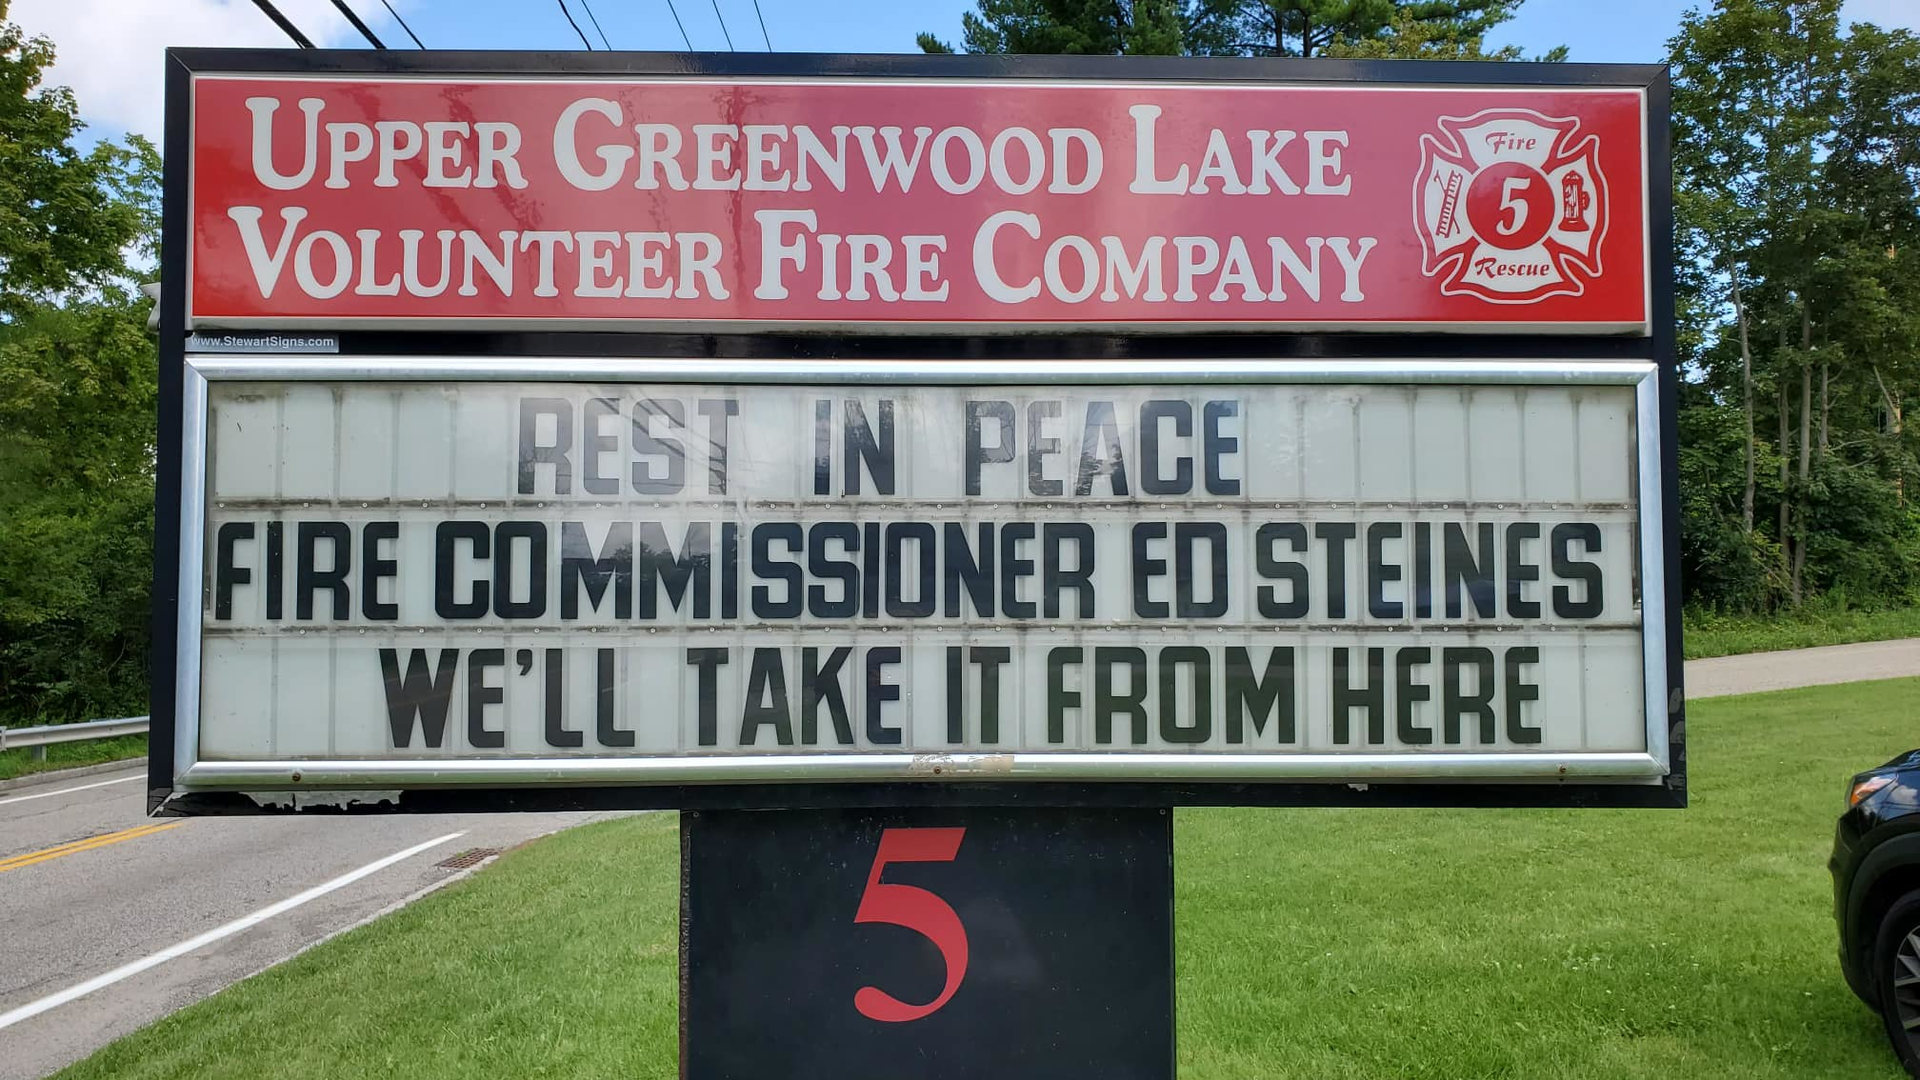 UPPER GREENWOOD LAKE
VOLUNTEER FIRE COMPANY
Fire
5
Rescue
www.StewartSigns.com
REST IN PEACE
FIRE COMMISSIONER ED STEINES
WE'LL TAKE IT FROM HERE
5